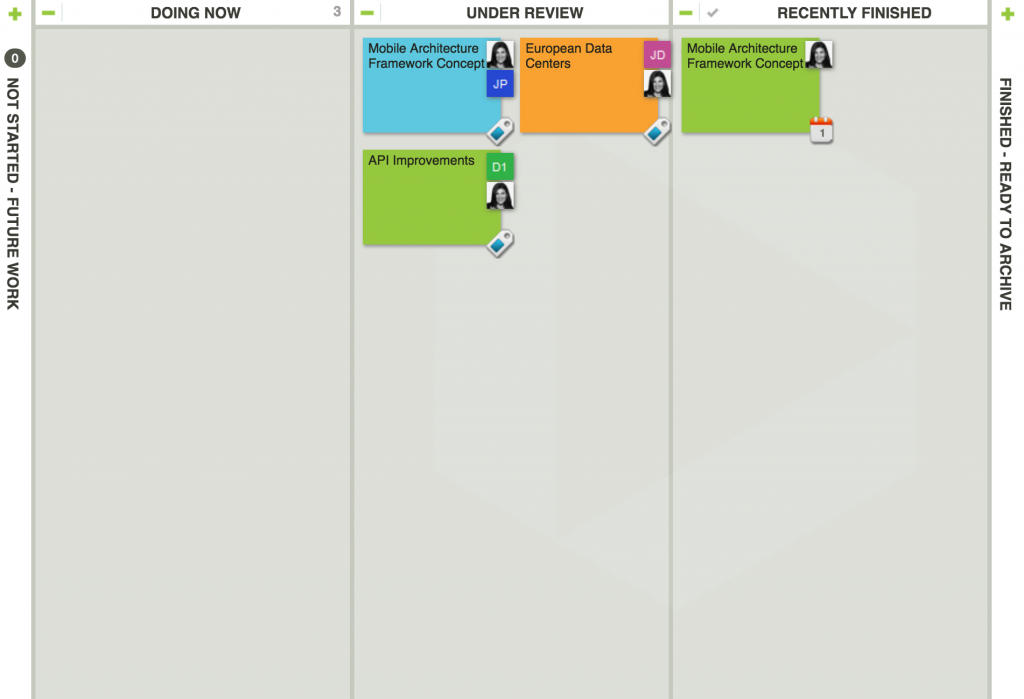 0
NOT STARTED - FUTURE WORK
DOING NOW
3
UNDER REVIEW
Mobile Architecture
Framework Concept
JP
European Data
Centers
JD
API Improvements
D1
RECENTLY FINISHED
Mobile Architecture
Framework Concept
1
FINISHED - READY TO ARCHIVE